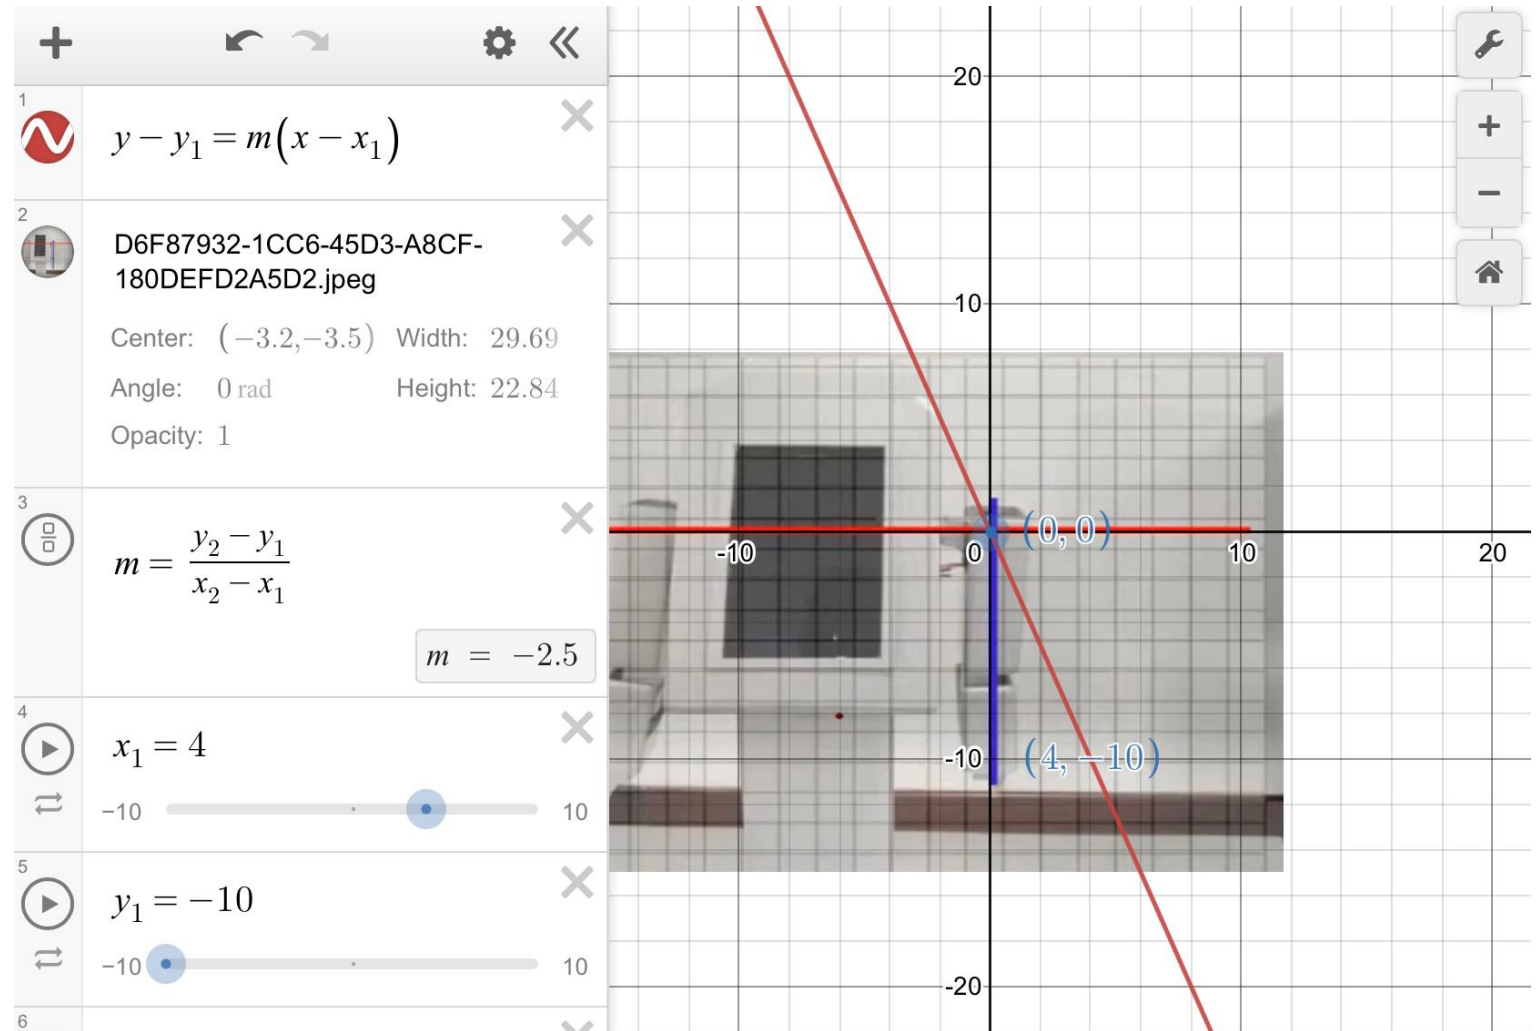 1
y − y₁ = m(x − x₁)
2
D6F87932-1CC6-45D3-A8CF-
180DEFD2A5D2.jpeg
Center: (−3.2,−3.5) Width: 29.69
Angle: 0 rad Height: 22.84
Opacity: 1
3
m = (y₂ − y₁)/(x₂ − x₁)
m = −2.5
4
x₁ = 4
−10 10
5
y₁ = −10
−10 10
6
20
10
(0, 0)
-10 0 10 20
-10 (4, −10)
-20